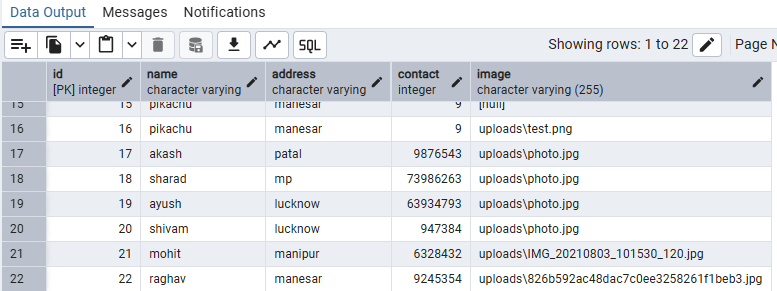 Data Output Messages Notifications
SQL Showing rows: 1 to 22 Page N
id name address contact image
[PK] integer character varying character varying integer character varying (255)
15 15 pikachu manesar 9 [null]
16 16 pikachu manesar 9 uploads\test.png
17 17 akash patal 9876543 uploads\photo.jpg
18 18 sharad mp 73986263 uploads\photo.jpg
19 19 ayush lucknow 63934793 uploads\photo.jpg
20 20 shivam lucknow 947384 uploads\photo.jpg
21 21 mohit manipur 6328432 uploads\IMG_20210803_101530_120.jpg
22 22 raghav manesar 9245354 uploads\826b592ac48dac7c0ee3258261f1beb3.jpg